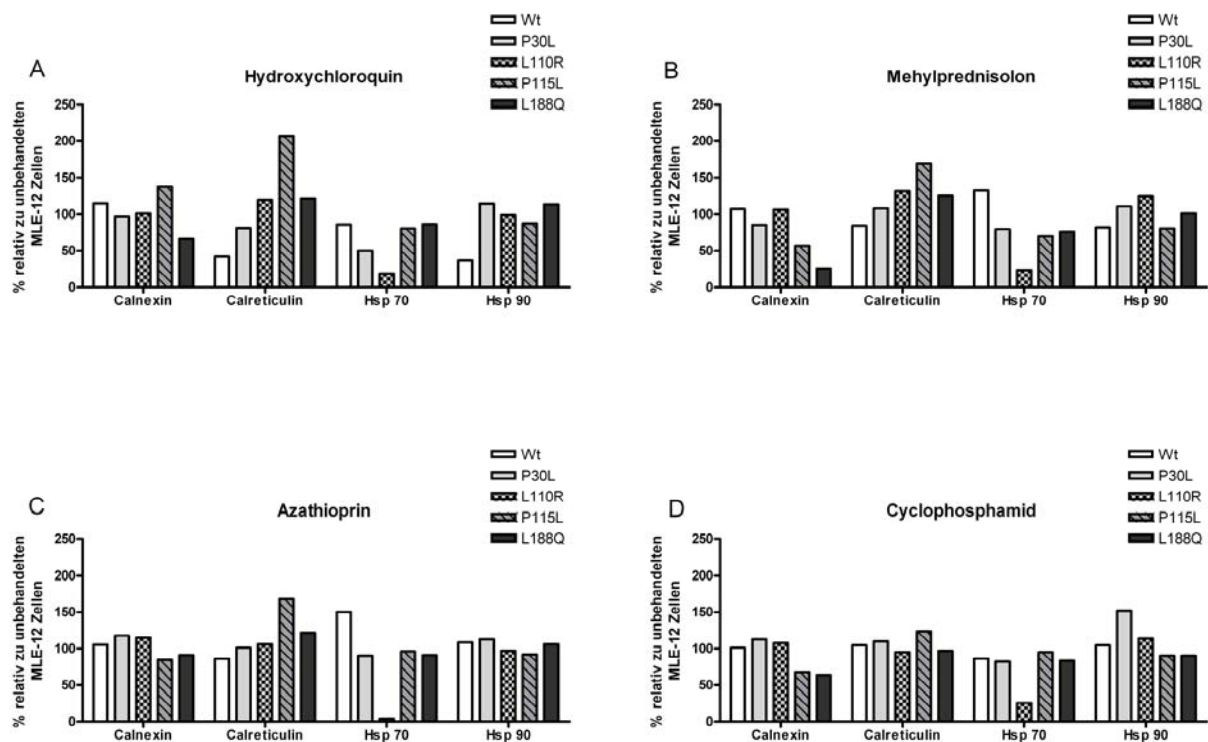 A
Hydroxychloroquin
Wt
P30L
L110R
P115L
L188Q
% relativ zu unbehandelten
MLE-12 Zellen
250
200
150
100
50
0
Calnexin Calreticulin Hsp 70 Hsp 90
B
Mehylprednisolon
Wt
P30L
L110R
P115L
L188Q
% relativ zu unbehandelten
MLE-12 Zellen
250
200
150
100
50
0
Calnexin Calreticulin Hsp 70 Hsp 90
C
Azathioprin
Wt
P30L
L110R
P115L
L188Q
% relativ zu unbehandelten
MLE-12 Zellen
250
200
150
100
50
0
Calnexin Calreticulin Hsp 70 Hsp 90
D
Cyclophosphamid
Wt
P30L
L110R
P115L
L188Q
% relativ zu unbehandelten
MLE-12 Zellen
250
200
150
100
50
0
Calnexin Calreticulin Hsp 70 Hsp 90